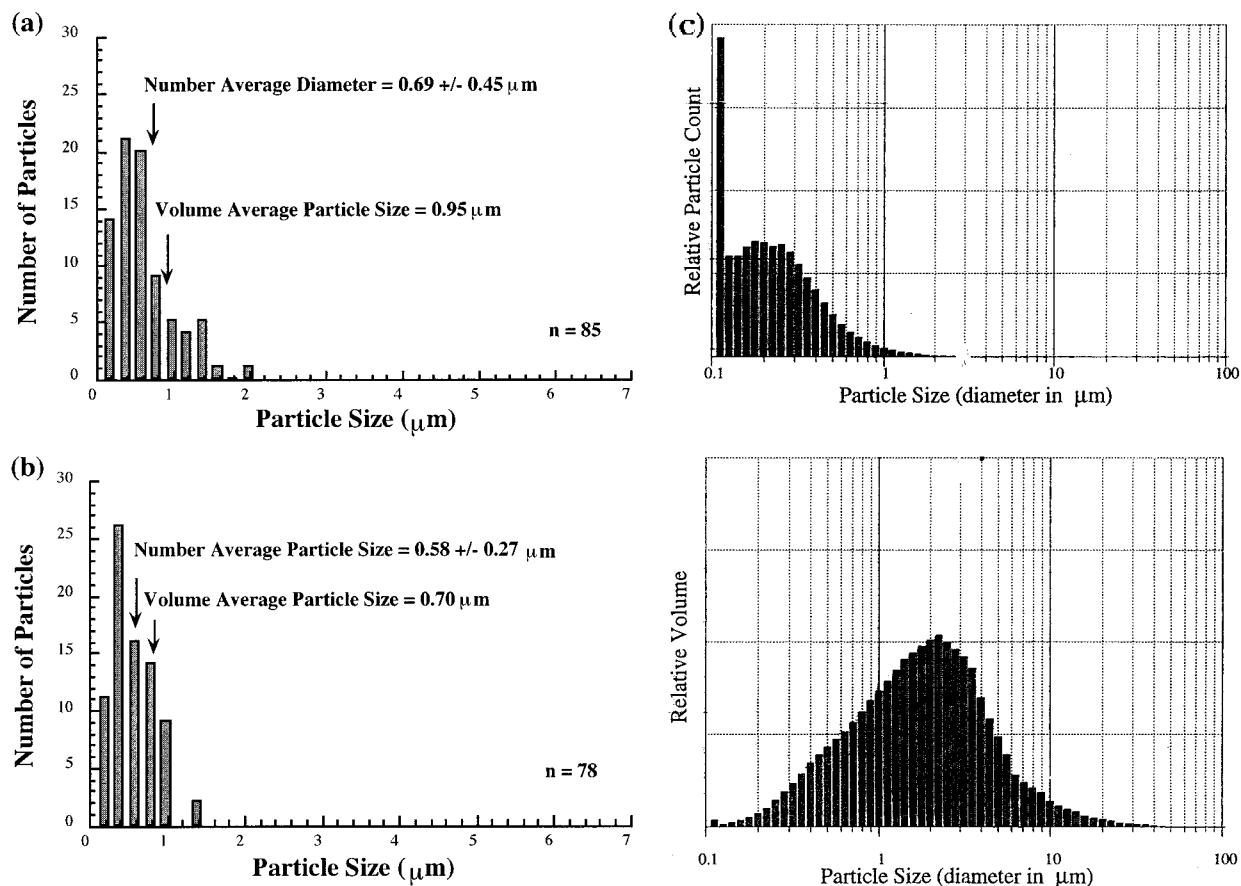 (a)
30
25
20
15
10
5
0
Number of Particles
Number Average Diameter = 0.69 +/- 0.45 μm
Volume Average Particle Size = 0.95 μm
n = 85
0 1 2 3 4 5 6 7
Particle Size (μm)
(b)
30
25
20
15
10
5
0
Number of Particles
Number Average Particle Size = 0.58 +/- 0.27 μm
Volume Average Particle Size = 0.70 μm
n = 78
0 1 2 3 4 5 6 7
Particle Size (μm)
(c)
Relative Particle Count
0.1 1 10 100
Particle Size (diameter in μm)
Relative Volume
0.1 1 10 100
Particle Size (diameter in μm)